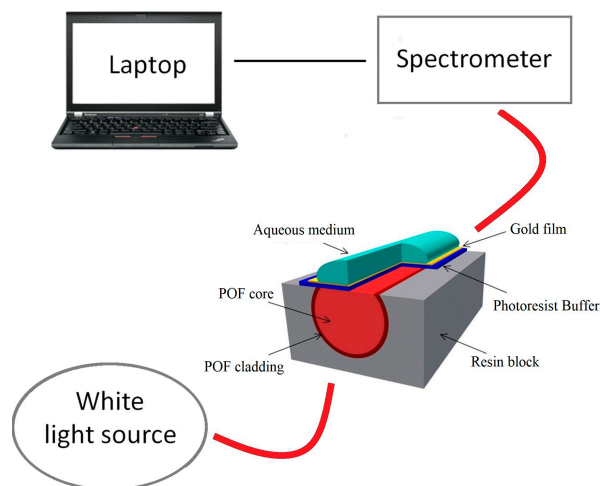 Laptop
Spectrometer
Aqueous medium
Gold film
POF core
Photoresist Buffer
POF cladding
Resin block
White
light source